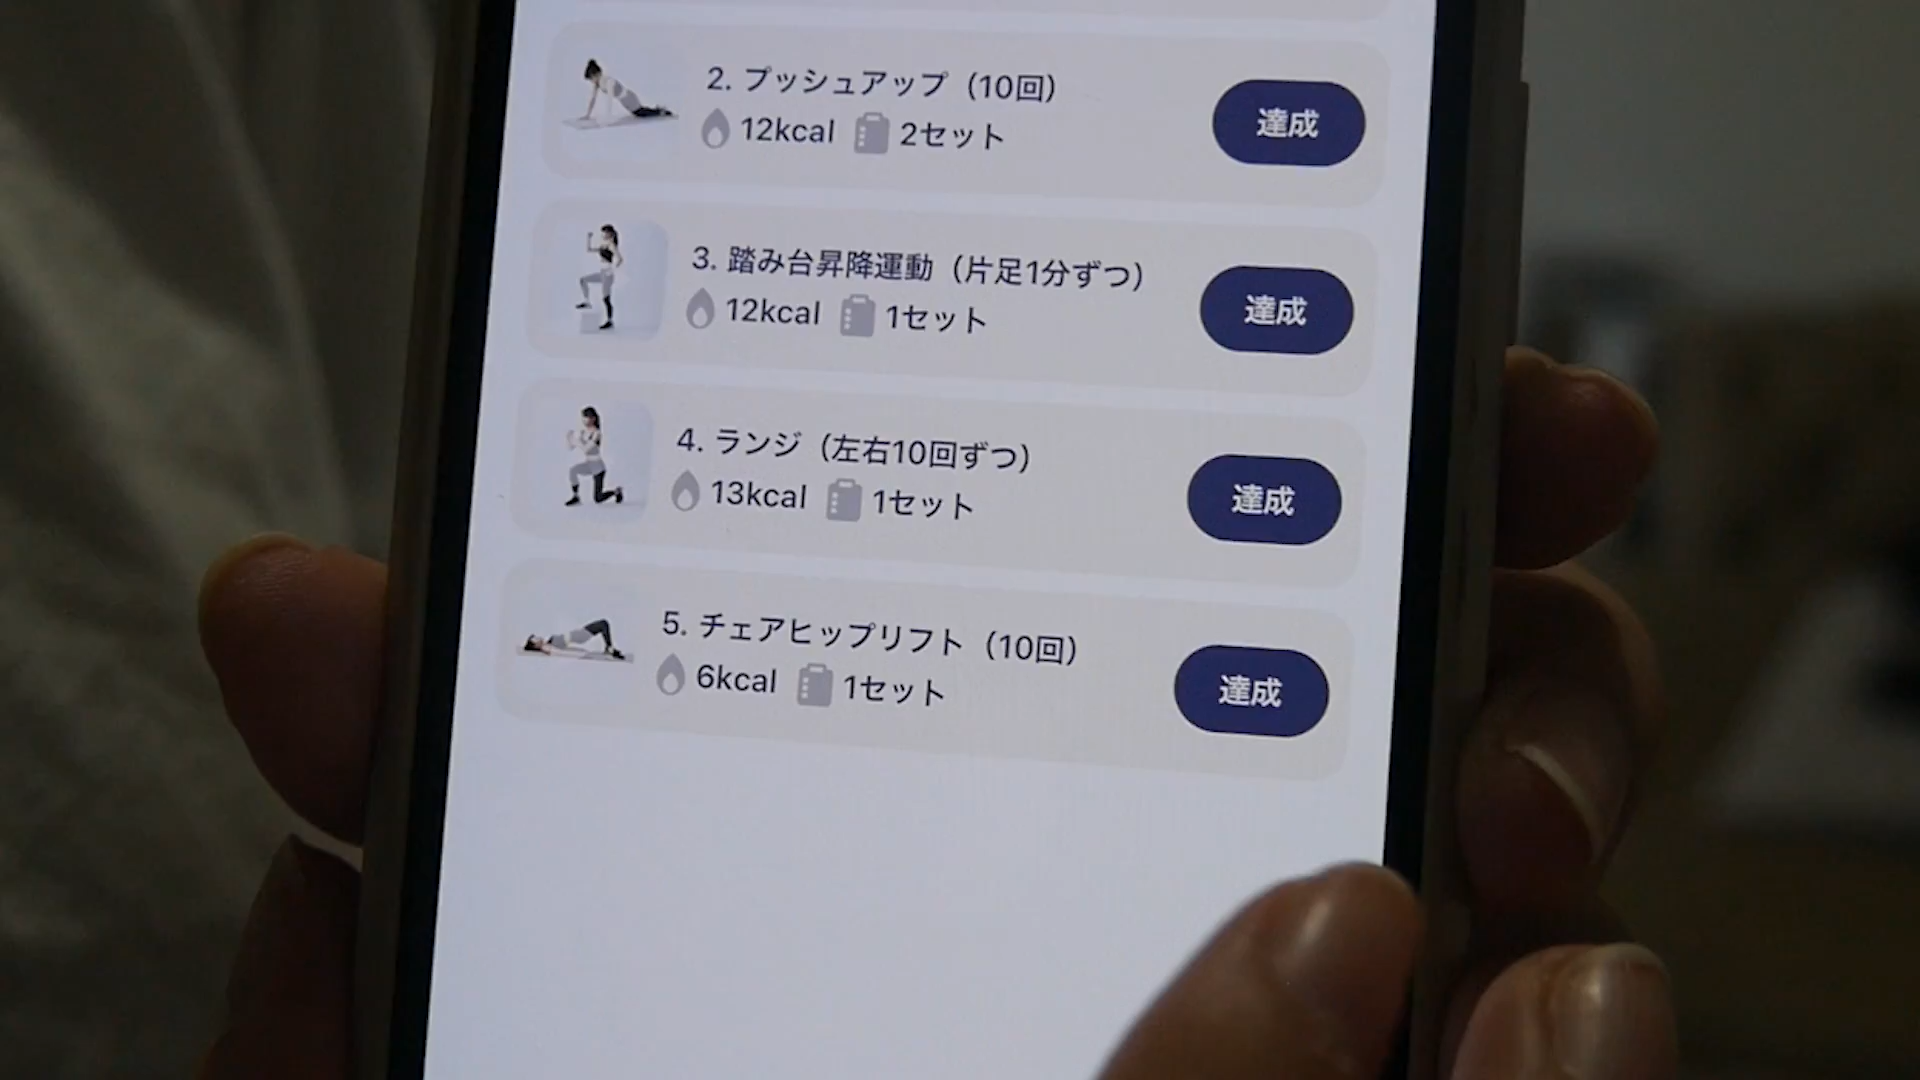 2. プッシュアップ（10回）
12kcal 2セット
達成
3. 踏み台昇降運動（片足1分ずつ）
12kcal 1セット
達成
4. ランジ（左右10回ずつ）
13kcal 1セット
達成
5. チェアヒップリフト（10回）
6kcal 1セット
達成